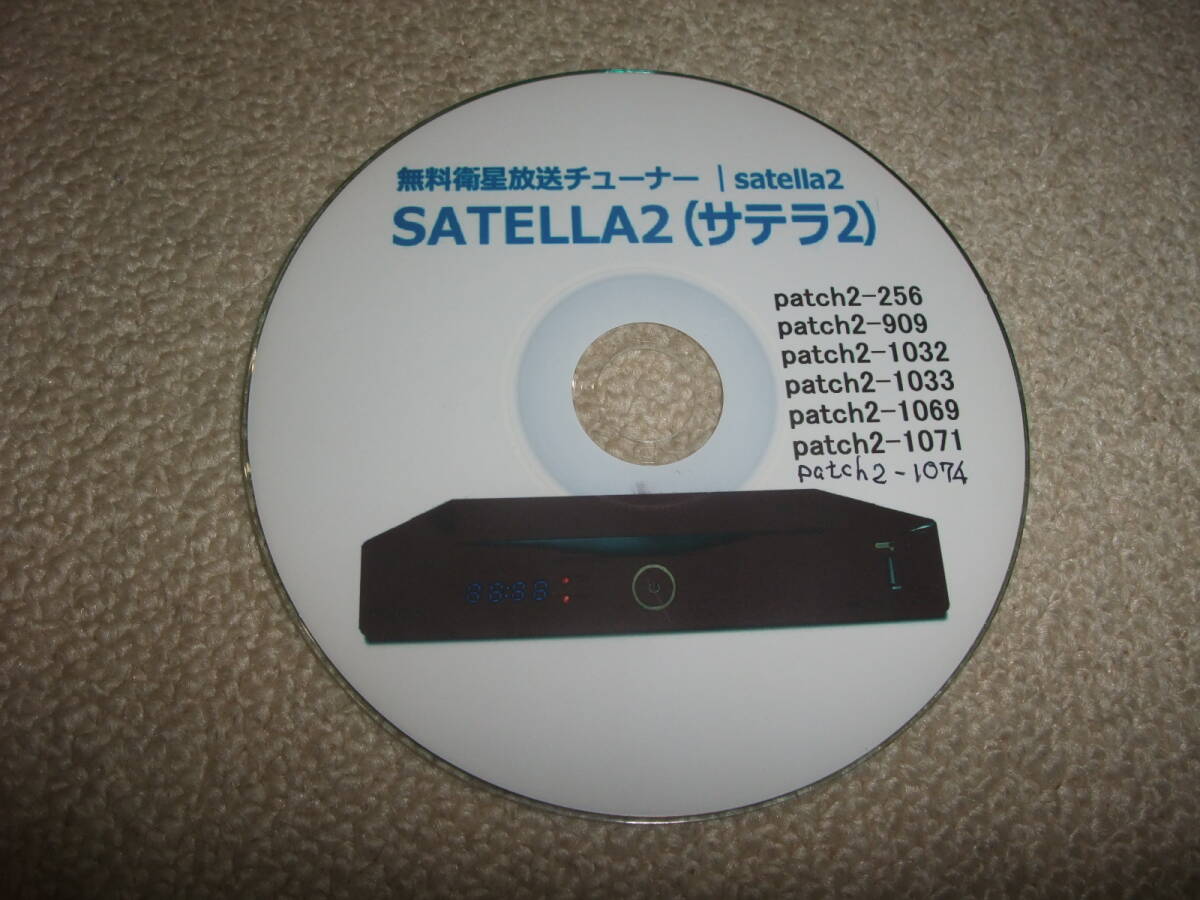 無料衛星放送チューナー ｜satella2
SATELLA2(サテラ2)
patch2-256
patch2-909
patch2-1032
patch2-1033
patch2-1069
patch2-1071
patch2-1074